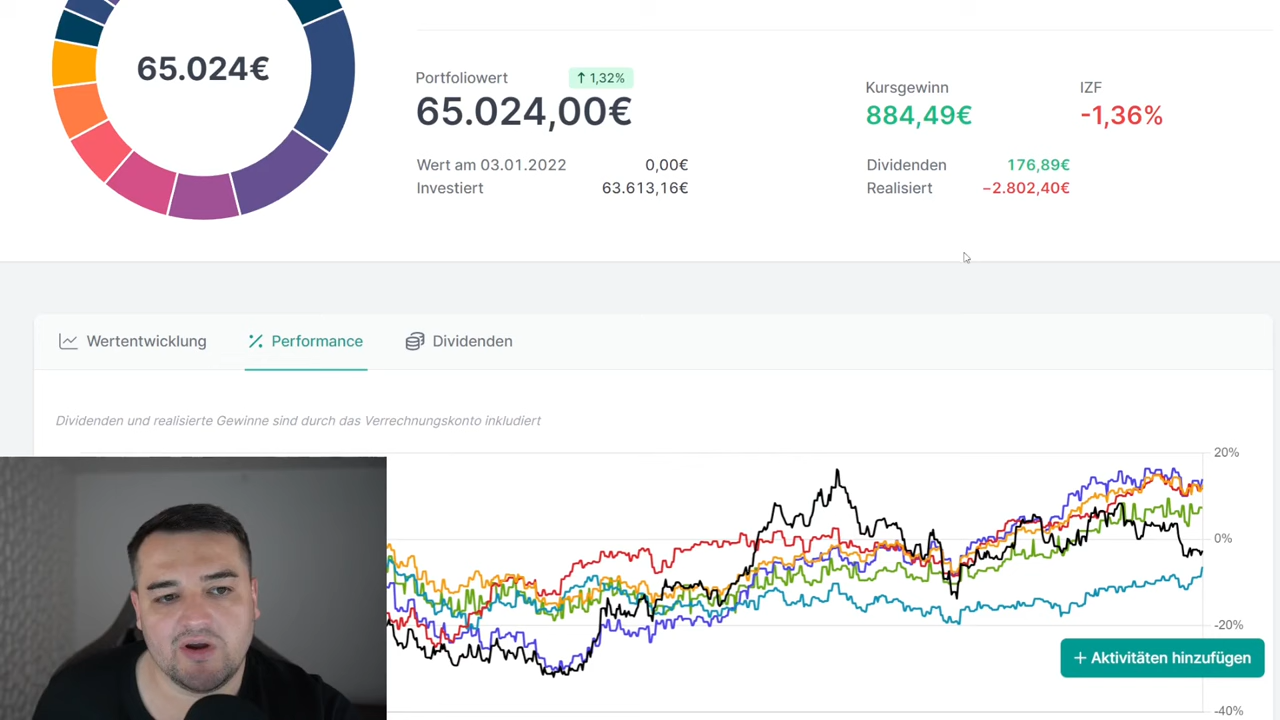 65.024€
Portfoliowert
↑ 1,32%
65.024,00€
Wert am 03.01.2022 0,00€
Investiert 63.613,16€
Kursgewinn
884,49€
IZF
-1,36%
Dividenden 176,89€
Realisiert −2.802,40€
Wertentwicklung
Performance
Dividenden
Dividenden und realisierte Gewinne sind durch das Verrechnungskonto inkludiert
20%
0%
-20%
+ Aktivitäten hinzufügen
-40%